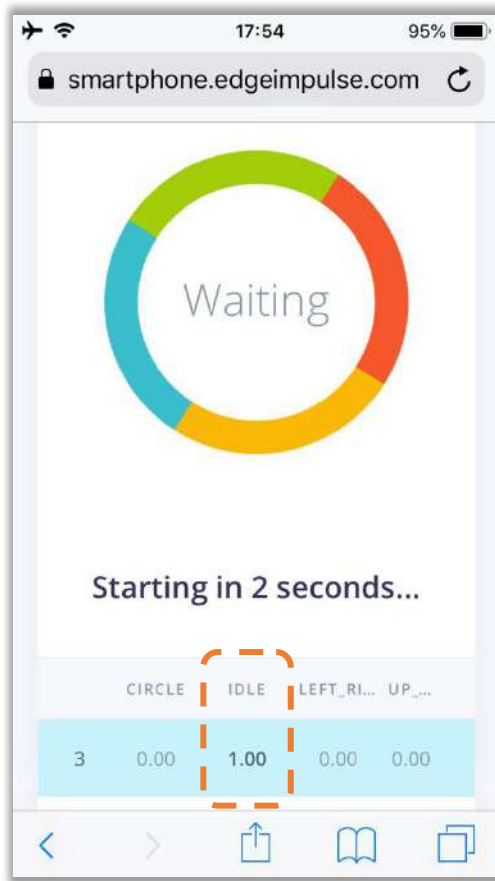 17:54 95%
smartphone.edgeimpulse.com
Waiting
Starting in 2 seconds...
CIRCLE IDLE LEFT_RI... UP_...
3 0.00 1.00 0.00 0.00